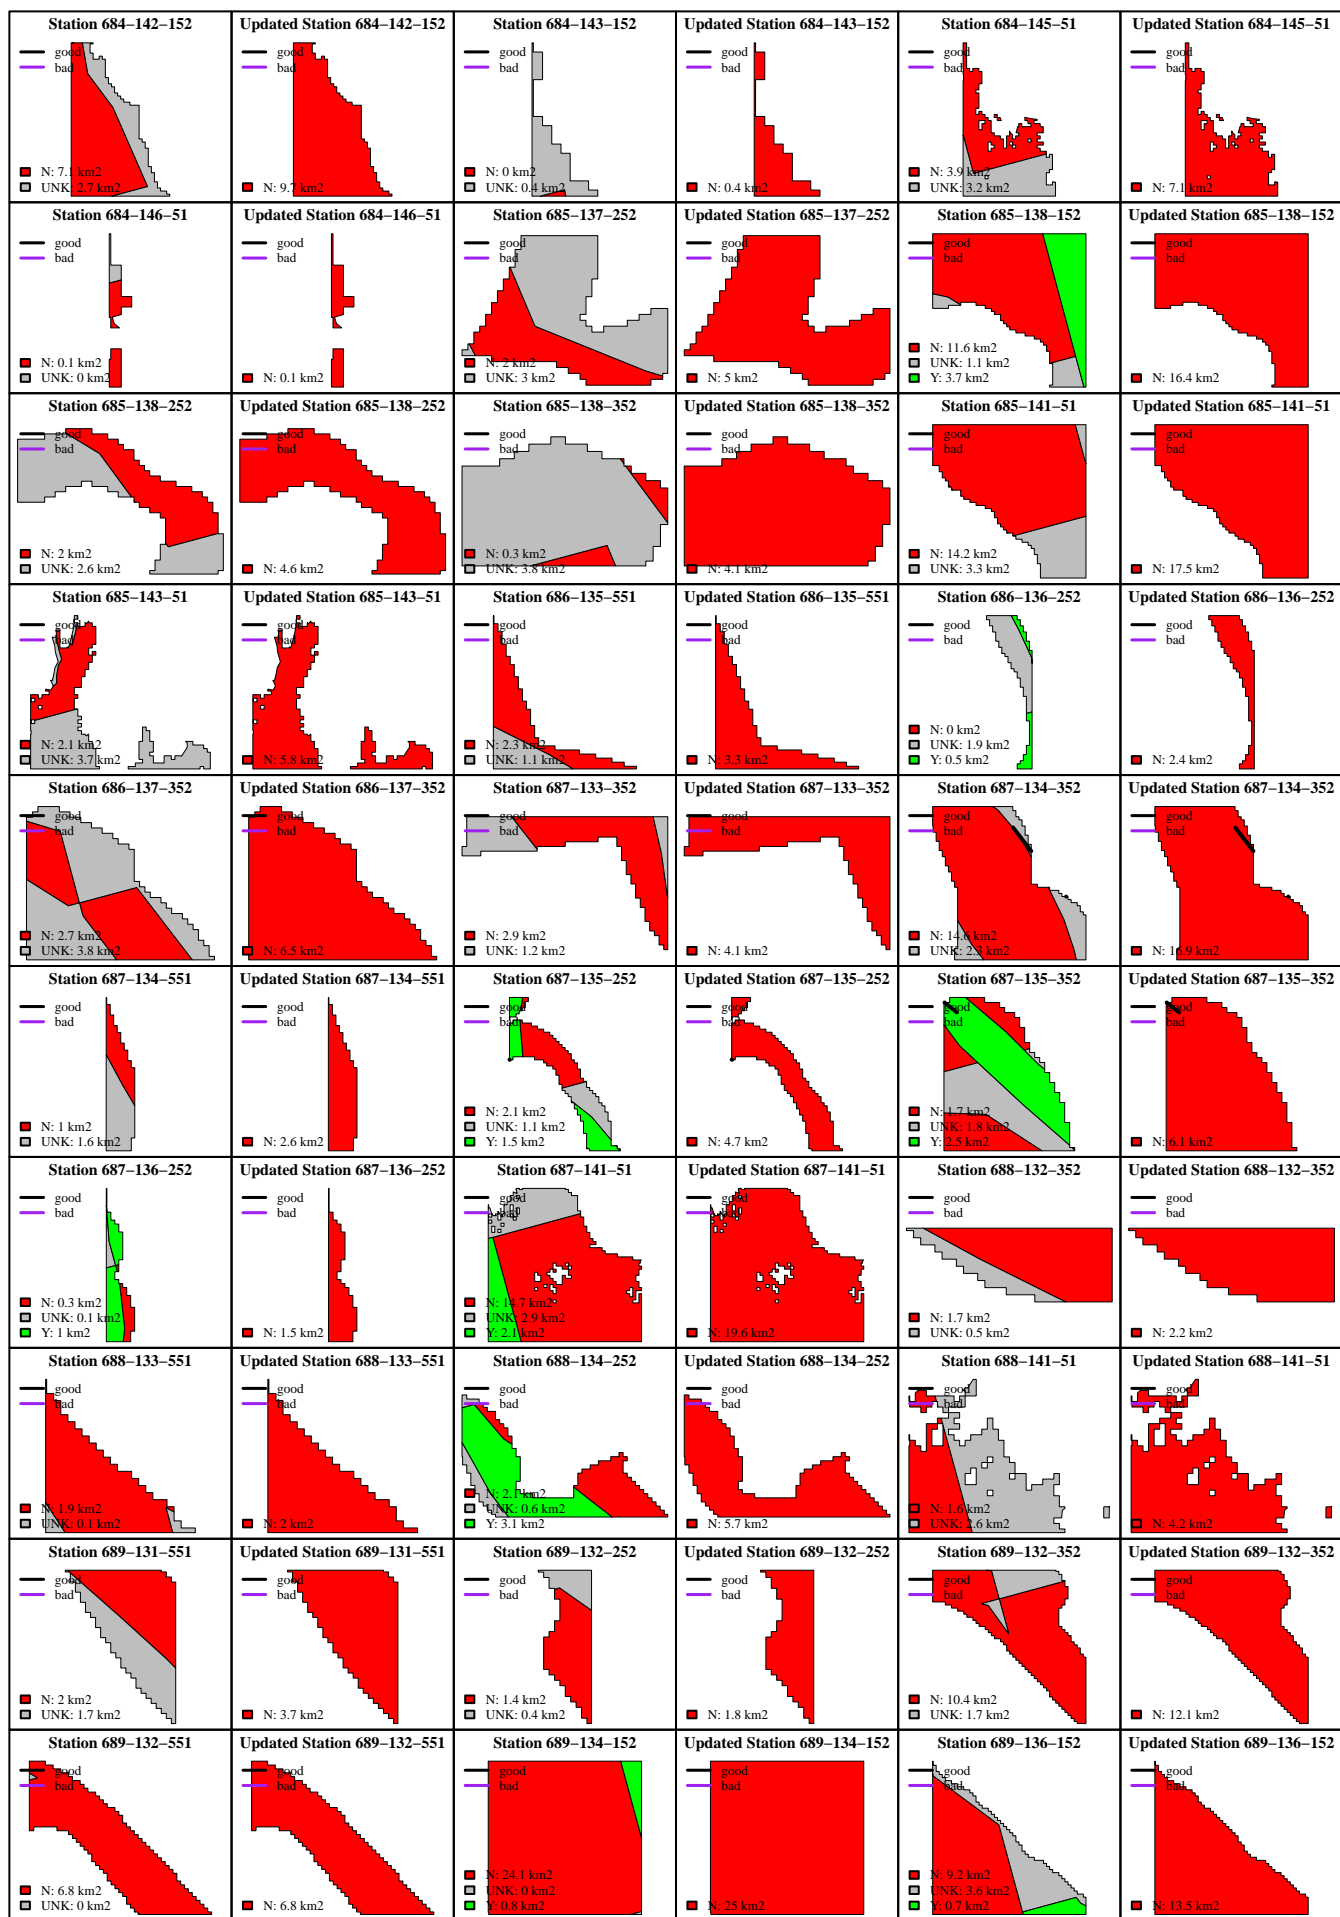 Station 684−142−152
good
bad
N: 7.1 km2
UNK: 2.7 km2
Updated Station 684−142−152
good
bad
N: 9.7 km2
Station 684−143−152
good
bad
N: 0 km2
UNK: 0.4 km2
Updated Station 684−143−152
good
bad
N: 0.4 km2
Station 684−145−51
good
bad
N: 3.9 km2
UNK: 3.2 km2
Updated Station 684−145−51
good
bad
N: 7.1 km2
Station 684−146−51
good
bad
N: 0.1 km2
UNK: 0 km2
Updated Station 684−146−51
good
bad
N: 0.1 km2
Station 685−137−252
good
bad
N: 2 km2
UNK: 3 km2
Updated Station 685−137−252
good
bad
N: 5 km2
Station 685−138−152
good
bad
N: 11.6 km2
UNK: 1.1 km2
Y: 3.7 km2
Updated Station 685−138−152
good
bad
N: 16.4 km2
Station 685−138−252
good
bad
N: 2 km2
UNK: 2.6 km2
Updated Station 685−138−252
good
bad
N: 4.6 km2
Station 685−138−352
good
bad
N: 0.3 km2
UNK: 3.8 km2
Updated Station 685−138−352
good
bad
N: 4.1 km2
Station 685−141−51
good
bad
N: 14.2 km2
UNK: 3.3 km2
Updated Station 685−141−51
good
bad
N: 17.5 km2
Station 685−143−51
good
bad
N: 2.1 km2
UNK: 3.7 km2
Updated Station 685−143−51
good
bad
N: 5.8 km2
Station 686−135−551
good
bad
N: 2.3 km2
UNK: 1.1 km2
Updated Station 686−135−551
good
bad
N: 3.3 km2
Station 686−136−252
good
bad
N: 0 km2
UNK: 1.9 km2
Y: 0.5 km2
Updated Station 686−136−252
good
bad
N: 2.4 km2
Station 686−137−352
good
bad
N: 2.7 km2
UNK: 3.8 km2
Updated Station 686−137−352
good
bad
N: 6.5 km2
Station 687−133−352
good
bad
N: 2.9 km2
UNK: 1.2 km2
Updated Station 687−133−352
good
bad
N: 4.1 km2
Station 687−134−352
good
bad
N: 14.6 km2
UNK: 2.3 km2
Updated Station 687−134−352
good
bad
N: 16.9 km2
Station 687−134−551
good
bad
N: 1 km2
UNK: 1.6 km2
Updated Station 687−134−551
good
bad
N: 2.6 km2
Station 687−135−252
good
bad
N: 2.1 km2
UNK: 1.1 km2
Y: 1.5 km2
Updated Station 687−135−252
good
bad
N: 4.7 km2
Station 687−135−352
good
bad
N: 1.7 km2
UNK: 1.8 km2
Y: 2.5 km2
Updated Station 687−135−352
good
bad
N: 6.1 km2
Station 687−136−252
good
bad
N: 0.3 km2
UNK: 0.1 km2
Y: 1 km2
Updated Station 687−136−252
good
bad
N: 1.5 km2
Station 687−141−51
good
bad
N: 14.7 km2
UNK: 2.9 km2
Y: 2.1 km2
Updated Station 687−141−51
good
bad
N: 19.6 km2
Station 688−132−352
good
bad
N: 1.7 km2
UNK: 0.5 km2
Updated Station 688−132−352
good
bad
N: 2.2 km2
Station 688−133−551
good
bad
N: 1.9 km2
UNK: 0.1 km2
Updated Station 688−133−551
good
bad
N: 2 km2
Station 688−134−252
good
bad
N: 2.1 km2
UNK: 0.6 km2
Y: 3.1 km2
Updated Station 688−134−252
good
bad
N: 5.7 km2
Station 688−141−51
good
bad
N: 1.6 km2
UNK: 2.6 km2
Updated Station 688−141−51
good
bad
N: 4.2 km2
Station 689−131−551
good
bad
N: 2 km2
UNK: 1.7 km2
Updated Station 689−131−551
good
bad
N: 3.7 km2
Station 689−132−252
good
bad
N: 1.4 km2
UNK: 0.4 km2
Updated Station 689−132−252
good
bad
N: 1.8 km2
Station 689−132−352
good
bad
N: 10.4 km2
UNK: 1.7 km2
Updated Station 689−132−352
good
bad
N: 12.1 km2
Station 689−132−551
good
bad
N: 6.8 km2
UNK: 0 km2
Updated Station 689−132−551
good
bad
N: 6.8 km2
Station 689−134−152
good
bad
N: 24.1 km2
UNK: 0 km2
Y: 0.8 km2
Updated Station 689−134−152
good
bad
N: 25 km2
Station 689−136−152
good
bad
N: 9.2 km2
UNK: 3.6 km2
Y: 0.7 km2
Updated Station 689−136−152
good
bad
N: 13.5 km2